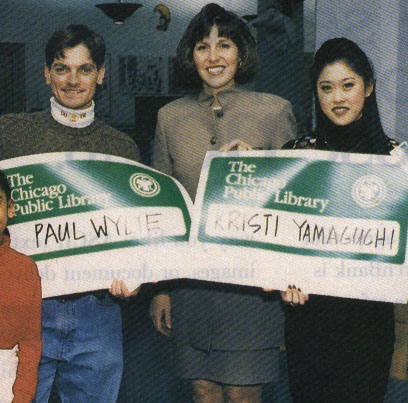 The
Chicago
Public Library
PAUL WYLIE
The
Chicago
Public Library
KRISTI YAMAGUCHI